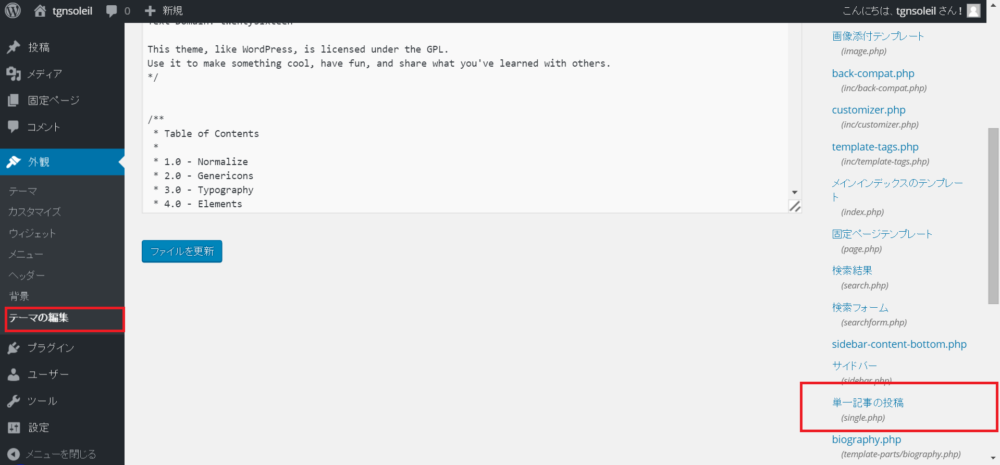 tgnsoleil
0
新規
こんにちは、tgnsoleil さん !
投稿
メディア
固定ページ
コメント
外観
テーマ
カスタマイズ
ウィジェット
メニュー
ヘッダー
背景
テーマの編集
プラグイン
ユーザー
ツール
設定
メニューを閉じる
Text Domain: twentysixteen
This theme, like WordPress, is licensed under the GPL.
Use it to make something cool, have fun, and share what you've learned with others.
*/
/**
* Table of Contents
*
* 1.0 - Normalize
* 2.0 - Genericons
* 3.0 - Typography
* 4.0 - Elements
ファイルを更新
画像添付テンプレート
(image.php)
back-compat.php
(inc/back-compat.php)
customizer.php
(inc/customizer.php)
template-tags.php
(inc/template-tags.php)
メインインデックスのテンプレー
ト
(index.php)
固定ページテンプレート
(page.php)
検索結果
(search.php)
検索フォーム
(searchform.php)
sidebar-content-bottom.php
サイドバー
(sidebar.php)
単一記事の投稿
(single.php)
biography.php
(template-parts/biography.php)